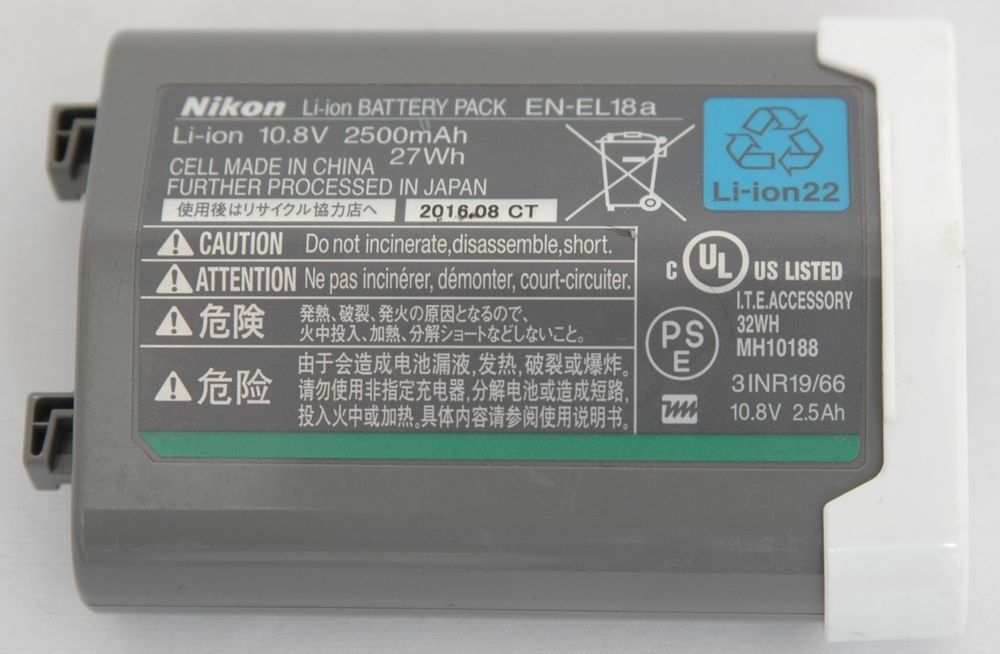 Nikon Li-ion BATTERY PACK EN-EL18a
Li-ion 10.8V 2500mAh
27Wh
CELL MADE IN CHINA
FURTHER PROCESSED IN JAPAN
使用後はリサイクル協力店へ
2016.08 CT
Li-ion22
CAUTION Do not incinerate,disassemble,short.
ATTENTION Ne pas incinérer, démonter, court-circuiter.
危険 発熱、破裂、発火の原因となるので、
火中投入、加熱、分解ショートなどしないこと。
危险 由于会造成电池漏液,发热,破裂或爆炸。
请勿使用非指定充电器,分解电池或造成短路,
投入火中或加热。具体内容请参阅使用说明书。
C UL US LISTED
I.T.E.ACCESSORY
32WH
MH10188
PS
E
3INR19/66
10.8V 2.5Ah